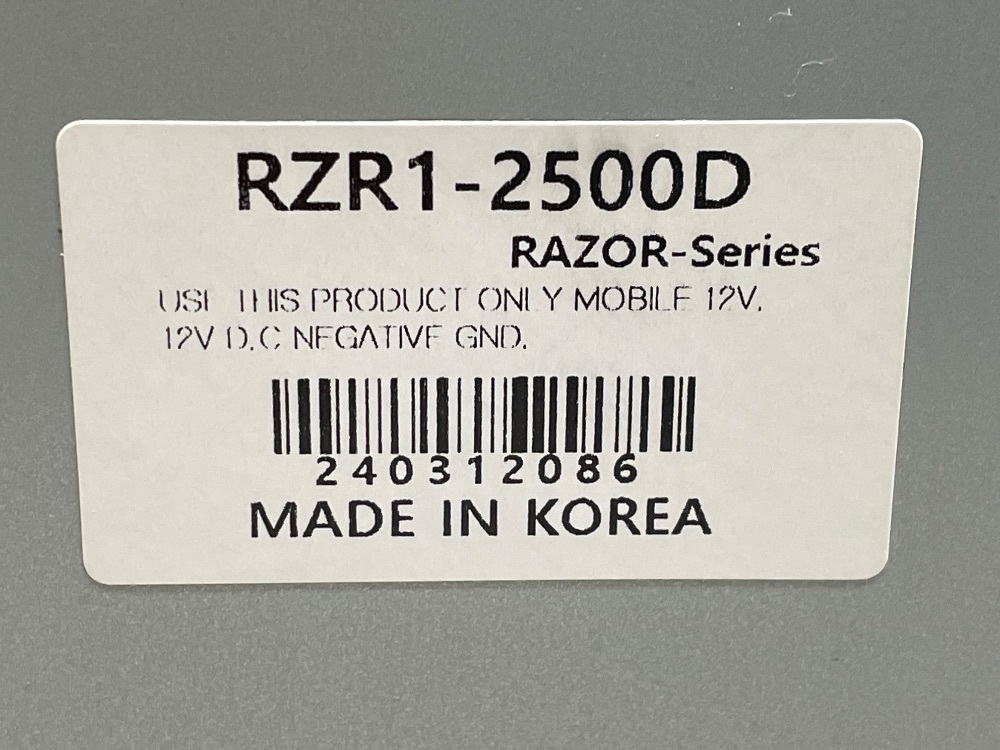 RZR1-2500D
RAZOR-Series
USE THIS PRODUCT ONLY MOBILE 12V.
12V D.C NEGATIVE GND.
240312086
MADE IN KOREA